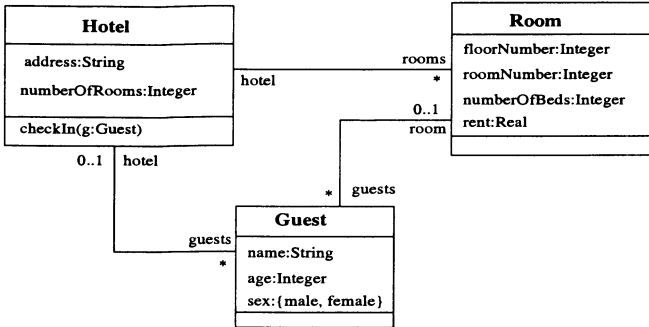 Hotel
address:String
numberOfRooms:Integer
checkIn(g:Guest)
Room
floorNumber:Integer
roomNumber:Integer
numberOfBeds:Integer
rent:Real
rooms
hotel
*
0..1
room
0..1 hotel
* guests
guests
*
Guest
name:String
age:Integer
sex:{male, female}